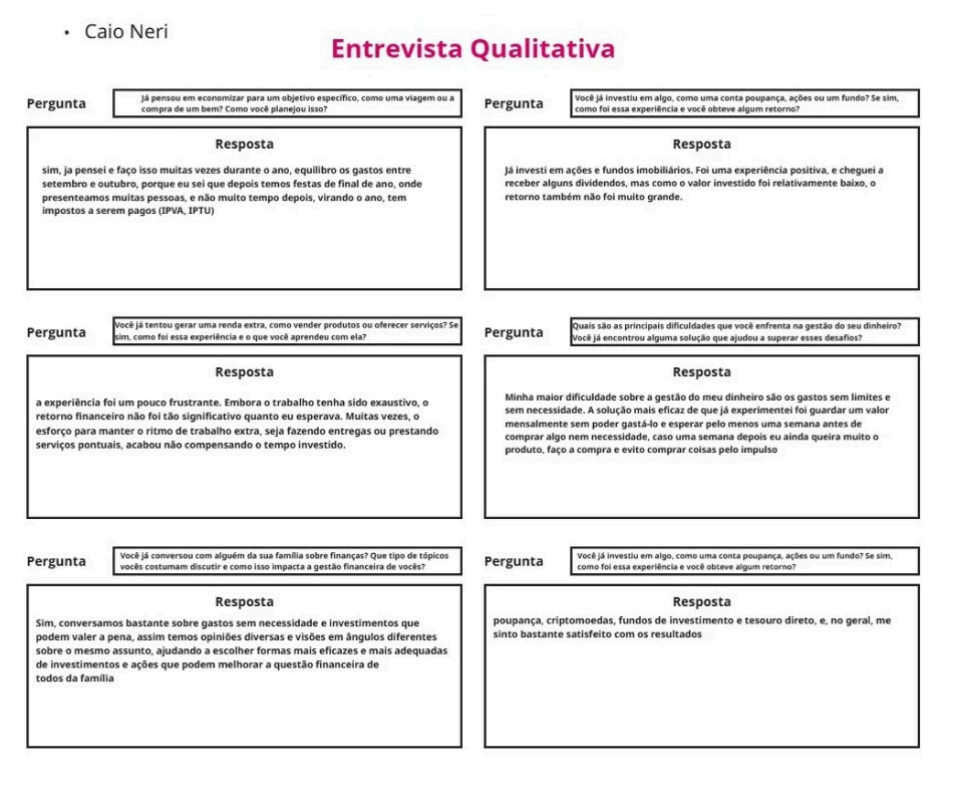 • Caio Neri
Entrevista Qualitativa
Pergunta
Já pensou em economizar para um objetivo específico, como uma viagem ou a
compra de um bem? Como você planejou isso?
Resposta
sim, ja pensei e faço isso muitas vezes durante o ano, equilibro os gastos entre
setembro e outubro, porque eu sei que depois temos festas de final de ano, onde
presenteamos muitas pessoas, e não muito tempo depois, virando o ano, tem
impostos a serem pagos (IPVA, IPTU)
Pergunta
Você já investiu em algo, como uma conta poupança, ações ou um fundo? Se sim,
como foi essa experiência e você obteve algum retorno?
Resposta
Já investi em ações e fundos imobiliários. Foi uma experiência positiva, e cheguei a
receber alguns dividendos, mas como o valor investido foi relativamente baixo, o
retorno também não foi muito grande.
Pergunta
Você já tentou gerar uma renda extra, como vender produtos ou oferecer serviços? Se
sim, como foi essa experiência e o que você aprendeu com ela?
Resposta
a experiência foi um pouco frustrante. Embora o trabalho tenha sido exaustivo, o
retorno financeiro não foi tão significativo quanto eu esperava. Muitas vezes, o
esforço para manter o ritmo de trabalho extra, seja fazendo entregas ou prestando
serviços pontuais, acabou não compensando o tempo investido.
Pergunta
Quais são as principais dificuldades que você enfrenta na gestão do seu dinheiro?
Você já encontrou alguma solução que ajudou a superar esses desafios?
Resposta
Minha maior dificuldade sobre a gestão do meu dinheiro são os gastos sem limites e
sem necessidade. A solução mais eficaz de que já experimentei foi guardar um valor
mensalmente sem poder gastá-lo e esperar pelo menos uma semana antes de
comprar algo nem necessidade, caso uma semana depois eu ainda queira muito o
produto, faço a compra e evito comprar coisas pelo impulso
Pergunta
Você já conversou com alguém da sua família sobre finanças? Que tipo de tópicos
vocês costumam discutir e como isso impacta a gestão financeira de vocês?
Resposta
Sim, conversamos bastante sobre gastos sem necessidade e investimentos que
podem valer a pena, assim temos opiniões diversas e visões em ângulos diferentes
sobre o mesmo assunto, ajudando a escolher formas mais eficazes e mais adequadas
de investimentos e ações que podem melhorar a questão financeira de
todos da família
Pergunta
Você já investiu em algo, como uma conta poupança, ações ou um fundo? Se sim,
como foi essa experiência e você obteve algum retorno?
Resposta
poupança, criptomoedas, fundos de investimento e tesouro direto, e, no geral, me
sinto bastante satisfeito com os resultados